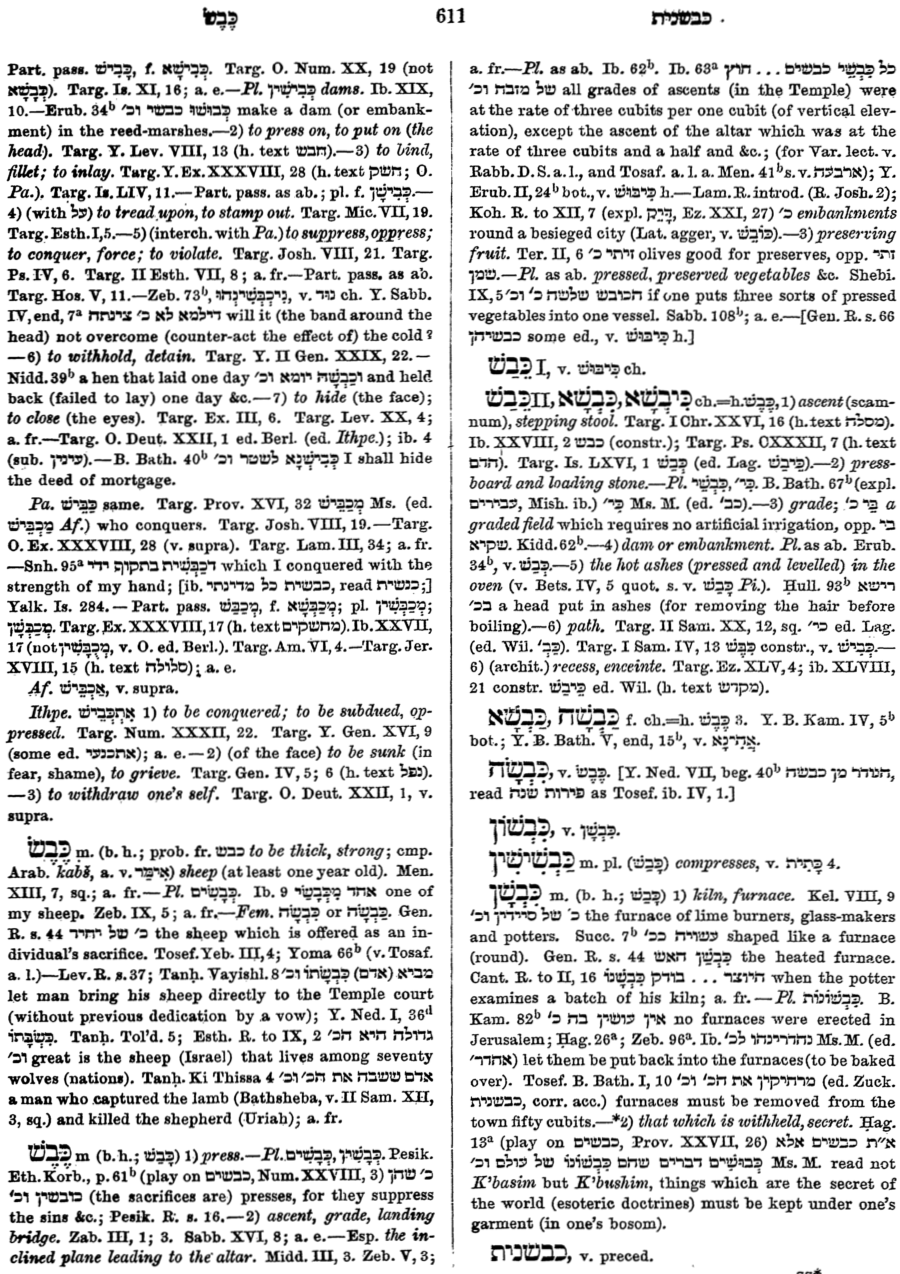 כֶּבֶשׂ
611
כבשנית
Part. pass. כָּבִישׁ, f. כְּבִישָׁא. Targ. O. Num. XX, 19 (not
כְּבָשָׁא). Targ. Is. XI, 16; a. e.—Pl. כְּבִישִׁין dams. Ib. XIX,
10.—Erub. 34ᵇ כְּבוּשׁוּ כבשי וכ׳ make a dam (or embank-
ment) in the reed-marshes.—2) to press on, to put on (the
head). Targ. Y. Lev. VIII, 13 (h. text חבש).—3) to bind,
fillet; to inlay. Targ. Y. Ex. XXXVIII, 28 (h. text חשק; O.
Pa.). Targ. Is. LIV, 11.—Part. pass. as ab.; pl. f. כְּבִישָׁן.—
4) (with על) to tread upon, to stamp out. Targ. Mic. VII, 19.
Targ. Esth. I, 5.—5) (interch. with Pa.) to suppress, oppress;
to conquer, force; to violate. Targ. Josh. VIII, 21. Targ.
Ps. IV, 6. Targ. II Esth. VII, 8; a. fr.—Part. pass. as ab.
Targ. Hos. V, 11.—Zeb. 73ᵇ, נִיכְבְּשִׁינְהוּ, v. נוּד ch. Y. Sabb.
IV, end, 7ᵃ דילמא לא כ׳ צינתה will it (the band around the
head) not overcome (counter-act the effect of) the cold?
—6) to withhold, detain. Targ. Y. II Gen. XXIX, 22.—
Nidd. 39ᵇ a hen that laid one day וכַבְשָׁה יומא וכ׳ and held
back (failed to lay) one day &c.—7) to hide (the face);
to close (the eyes). Targ. Ex. III, 6. Targ. Lev. XX, 4;
a. fr.—Targ. O. Deut. XXII, 1 ed. Berl. (ed. Ithpe.); ib. 4
(sub. עינין).—B. Bath. 40ᵇ כְּבִישְׁנָא לשטר וכ׳ I shall hide
the deed of mortgage.
Pa. כַּבֵּישׁ same. Targ. Prov. XVI, 32 מְכַבֵּישׁ Ms. (ed.
מַכְבֵּישׁ Af.) who conquers. Targ. Josh. VIII, 19.—Targ.
O. Ex. XXXVIII, 28 (v. supra). Targ. Lam. III, 34; a. fr.
—Snh. 95ᵃ דכַבְּשִׁית בתקוף ידי which I conquered with the
strength of my hand; [ib. כבשית כל מדינתי, read כנשית;]
Yalk. Is. 284.—Part. pass. מְכַבַּשׁ, f. מְכַבְּשָׁא; pl. מְכַבְּשִׁין;
מְכַבְּשָׁן. Targ. Ex. XXXVIII, 17 (h. text מחשקים). Ib. XXVII,
17 (not מְכֻבָּשִׁין, v. O. ed. Berl.). Targ. Am. VI, 4.—Targ. Jer.
XVIII, 15 (h. text סלולה); a. e.
Af. אַכְבֵּישׁ, v. supra.
Ithpe. אִתְכְּבֵישׁ 1) to be conquered; to be subdued, op-
pressed. Targ. Num. XXXII, 22. Targ. Y. Gen. XVI, 9
(some ed. אתכנעי); a. e.—2) (of the face) to be sunk (in
fear, shame), to grieve. Targ. Gen. IV, 5; 6 (h. text נפל).
—3) to withdraw one's self. Targ. O. Deut. XXII, 1, v.
supra.
כֶּבֶשׂ m. (b. h.; prob. fr. כבש to be thick, strong; cmp.
Arab. kabš, a. v. אִימַּר) sheep (at least one year old). Men.
XIII, 7, sq.; a. fr.—Pl. כְּבָשִׂים. Ib. 9 אחד מִכְּבָשַׂי one of
my sheep. Zeb. IX, 5; a. fr.—Fem. כִּבְשָׂה or כַּבְשָׂה. Gen.
R. s. 44 כ׳ של יחיד the sheep which is offered as an in-
dividual's sacrifice. Tosef. Yeb. III, 4; Yoma 66ᵇ (v. Tosaf.
a. l.)—Lev. R. s. 37; Tanḥ. Vayishl. 8 מביא (אדם) כִּבְשָׂתוֹ וכ׳
let man bring his sheep directly to the Temple court
(without previous dedication by a vow); Y. Ned. I, 36ᵈ
כִּשְׂבָּתוֹ. Tanḥ. Tol'd. 5; Esth. R. to IX, 2 גדולה היא הכ׳
וכ׳ great is the sheep (Israel) that lives among seventy
wolves (nations). Tanḥ. Ki Thissa 4 אדם ששבה את הכ׳ וכ׳
a man who captured the lamb (Bathsheba, v. II Sam. XII,
3, sq.) and killed the shepherd (Uriah); a. fr.
כֶּבֶשׁ m (b. h.; כָּבַשׁ) 1) press.—Pl. כְּבָשִׁין, כְּבָשִׁים. Pesik.
Eth. Korb., p. 61ᵇ (play on כבשים, Num. XXVIII, 3) כ׳ שהן
כובשין וכ׳ (the sacrifices are) presses, for they suppress
the sins &c.; Pesik. R. s. 16.—2) ascent, grade, landing
bridge. Zab. III, 1; 3. Sabb. XVI, 8; a. e.—Esp. the in-
clined plane leading to the altar. Midd. III, 3. Zeb. V, 3;
a. fr.—Pl. as ab. Ib. 62ᵇ. Ib. 63ᵃ כל כִּבְשֵׁי כבשים . . . חוץ
של מזבח וכ׳ all grades of ascents (in the Temple) were
at the rate of three cubits per one cubit (of vertical elev-
ation), except the ascent of the altar which was at the
rate of three cubits and a half and &c.; (for Var. lect. v.
Rabb. D. S. a. l., and Tosaf. a. l. a. Men. 41ᵇ s. v. ארבעה); Y.
Erub. II, 24ᵇ bot., v. כִּיבּוּשׁ h.—Lam. R. introd. (R. Josh. 2);
Koh. R. to XII, 7 (expl. דָּיֵק, Ez. XXI, 27) כ׳ embankments
round a besieged city (Lat. agger, v. כּוֹבֶשׁ).—3) preserving
fruit. Ter. II, 6 זיתי כ׳ olives good for preserves, opp. זיתי
שמן.—Pl. as ab. pressed, preserved vegetables &c. Shebi.
IX, 5 הכובש שלשה כ׳ וכ׳ if one puts three sorts of pressed
vegetables into one vessel. Sabb. 108ᵇ; a. e.—[Gen. R. s. 66
כבשיהן some ed., v. כִּיבּוּשׁ h.]
כֵּבֶשׁ I, v. כִּיבּוּשׁ ch.
כֵּבֶשׁ II, כִּבְשָׁא, כִּיבְשָׁא ch.=h. כֶּבֶשׁ, 1) ascent (scam-
num), stepping stool. Targ. I Chr. XXVI, 16 (h. text מסלה).
Ib. XXVIII, 2 כבש (constr.); Targ. Ps. CXXXII, 7 (h. text
הדם). Targ. Is. LXVI, 1 כְּבַשׁ (ed. Lag. כֵּיבַשׁ).—2) press-
board and loading stone.—Pl. כִּבְשֵׁי, כִּי׳. B. Bath. 67ᵇ (expl.
עבירים, Mish. ib.) כִּי׳ Ms. M. (ed. כב׳).—3) grade; בֵּי כ׳ a
graded field which requires no artificial irrigation, opp. בי
שקיא. Kidd. 62ᵇ.—4) dam or embankment. Pl. as ab. Erub.
34ᵇ, v. כְּבַשׁ.—5) the hot ashes (pressed and levelled) in the
oven (v. Bets. IV, 5 quot. s. v. כָּבַשׁ Pi.). Hull. 93ᵇ רישא
בכ׳ a head put in ashes (for removing the hair before
boiling).—6) path. Targ. II Sam. XX, 12, sq. כי׳ ed. Lag.
(ed. Wil. כְּבַ׳). Targ. I Sam. IV, 13 כִּבֵּשׁ constr., v. כְּבִישׁ.—
6) (archit.) recess, enceinte. Targ. Ez. XLV, 4; ib. XLVIII,
21 constr. כֵּיבַשׁ ed. Wil. (h. text מקדש).
כַּבְשָׂה, כַּבְשָׂא f. ch.=h. כֶּבֶשׂ 3. Y. B. Kam. IV, 5ᵇ
bot.; Y. B. Bath. V, end, 15ᵇ, v. אַהֲרָנָא.
כִּבְשָׂה, v. כֶּבֶשׂ. [Y. Ned. VII, beg. 40ᵇ הנודר מן כבשה,
read פירות שנה as Tosef. ib. IV, 1.]
כִּבְשׁוֹן, v. כִּבְשָׁן.
כַּבְשִׁישִׁין m. pl. (כָּבַשׁ) compresses, v. כָּתִית 4.
כִּבְשָׁן m. (b. h.; כָּבַשׁ) 1) kiln, furnace. Kel. VIII, 9
כ׳ של סיידין וכ׳ the furnace of lime burners, glass-makers
and potters. Succ. 7ᵇ עשויה ככ׳ shaped like a furnace
(round). Gen. R. s. 44 כִּבְשַׁן האש the heated furnace.
Cant. R. to II, 16 היוצר . . . בודק כִּבְשָׁנוֹ when the potter
examines a batch of his kiln; a. fr.—Pl. כִּבְשׁוֹנוֹת. B.
Kam. 82ᵇ אין עושין בה כ׳ no furnaces were erected in
Jerusalem; Ḥag. 26ᵃ; Zeb. 96ᵃ. Ib. נהדרינהו לכ׳ Ms. M. (ed.
אהדר׳) let them be put back into the furnaces (to be baked
over). Tosef. B. Bath. I, 10 מרחיקין את הכ׳ וכ׳ (ed. Zuck.
כבשנית, corr. acc.) furnaces must be removed from the
town fifty cubits.—*2) that which is withheld, secret. Hag.
13ᵃ (play on כבשים, Prov. XXVII, 26) א״ת כבשים אלא
כְּבוּשִׁים דברים שהם כִּבְשׁוֹנוֹ של עולם וכ׳ Ms. M. read not
K'basim but K'bushim, things which are the secret of
the world (esoteric doctrines) must be kept under one's
garment (in one's bosom).
כבשנית, v. preced.